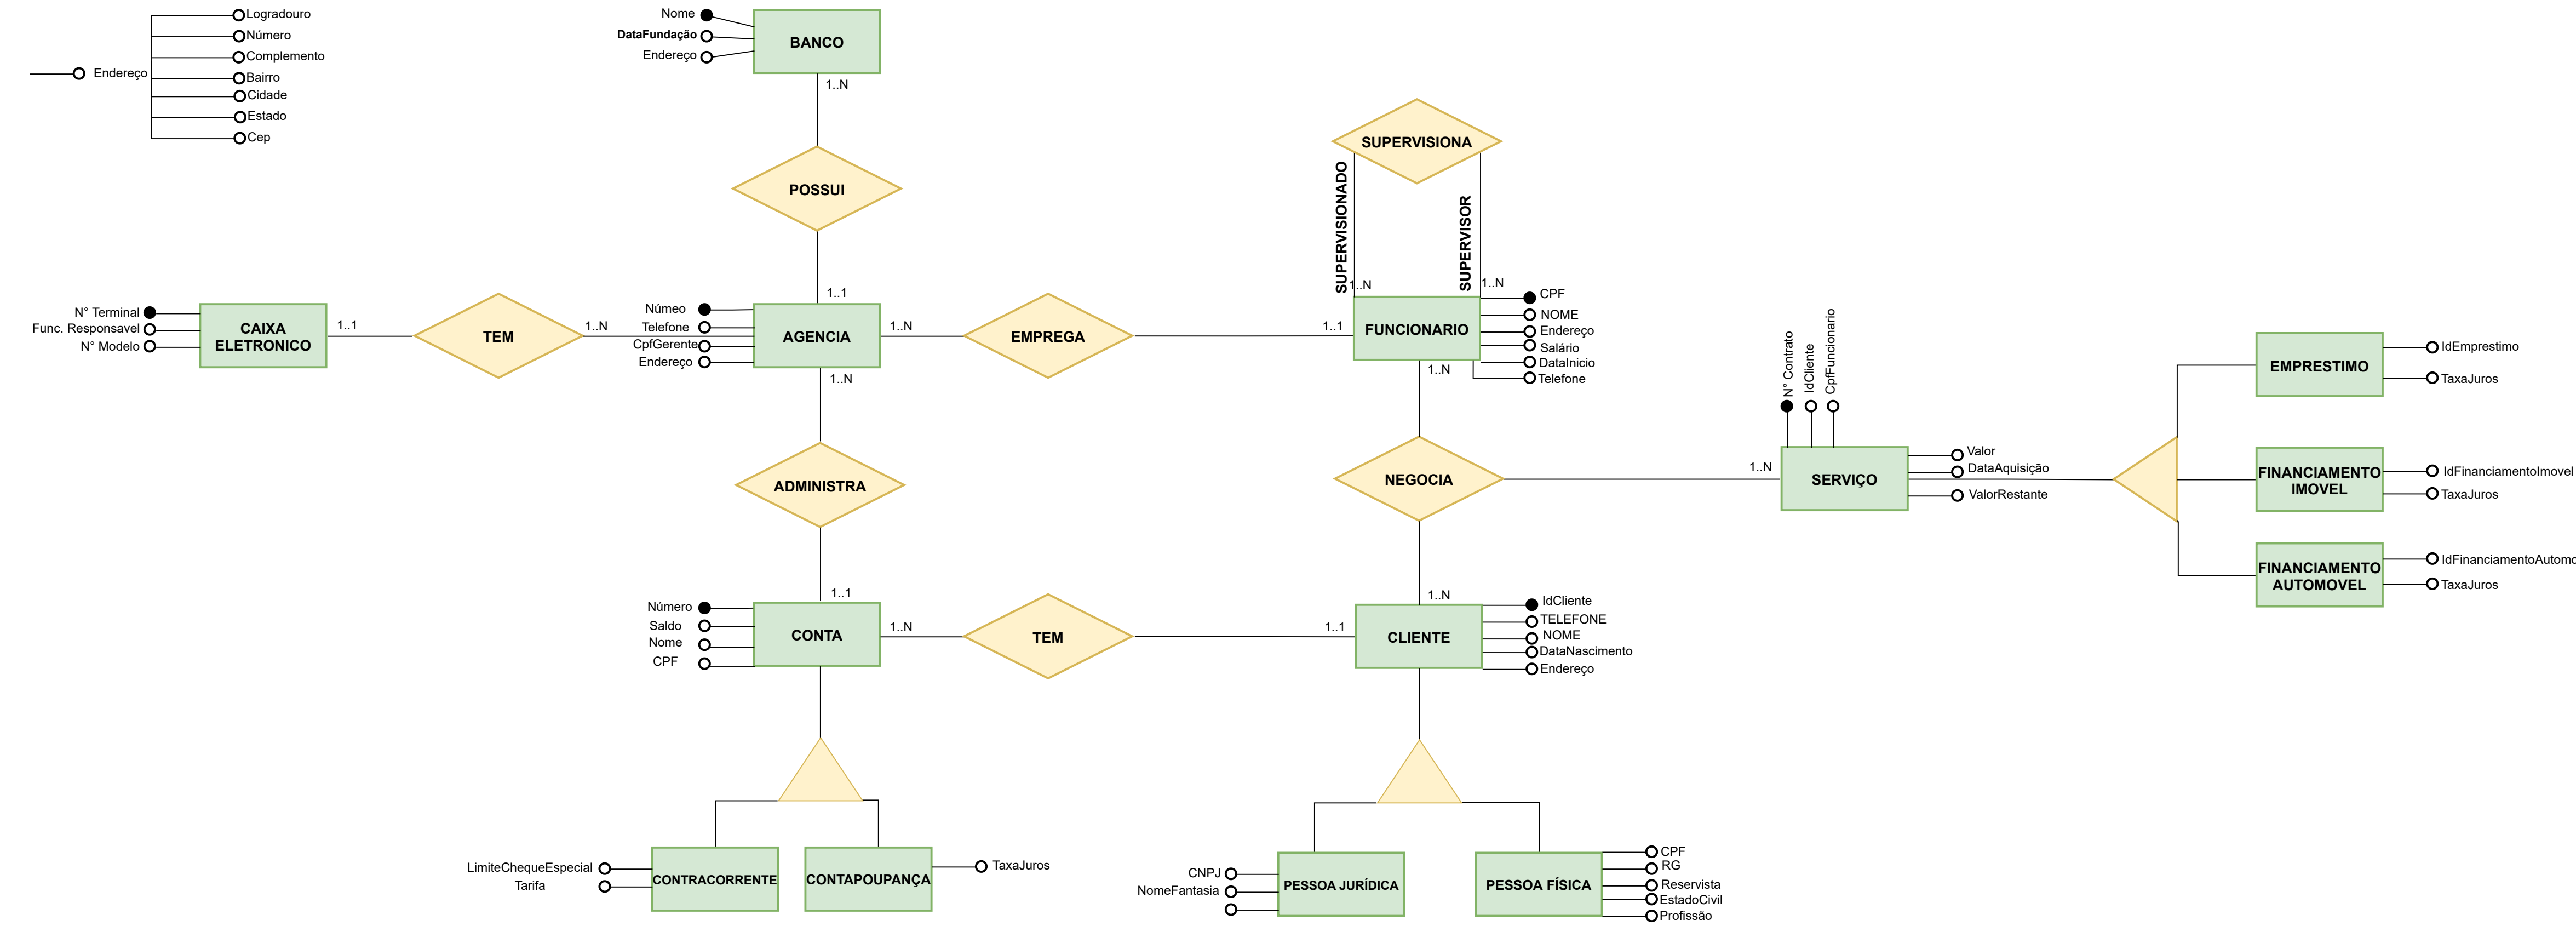 Logradouro
Número
Complemento
Endereço
Bairro
Cidade
Estado
Cep
Nome
DataFundação
Endereço
BANCO
1..N
POSSUI
1..1
SUPERVISIONA
SUPERVISIONADO
SUPERVISOR
1..N
1..N
N° Terminal
Func. Responsavel
N° Modelo
CAIXA
ELETRONICO
1..1
TEM
1..N
Númeo
Telefone
CpfGerente
Endereço
AGENCIA
1..N
EMPREGA
1..1
FUNCIONARIO
CPF
NOME
Endereço
Salário
DataInicio
Telefone
1..N
1..N
ADMINISTRA
1..1
NEGOCIA
1..N
1..N
N° Contrato
IdCliente
CpfFuncionario
SERVIÇO
Valor
DataAquisição
ValorRestante
EMPRESTIMO
IdEmprestimo
TaxaJuros
FINANCIAMENTO
IMOVEL
IdFinanciamentoImovel
TaxaJuros
FINANCIAMENTO
AUTOMOVEL
IdFinanciamentoAutomo
TaxaJuros
Número
Saldo
Nome
CPF
CONTA
1..N
TEM
1..1
CLIENTE
IdCliente
TELEFONE
NOME
DataNascimento
Endereço
LimiteChequeEspecial
Tarifa
CONTRACORRENTE
CONTAPOUPANÇA
TaxaJuros
CNPJ
NomeFantasia
PESSOA JURÍDICA
PESSOA FÍSICA
CPF
RG
Reservista
EstadoCivil
Profissão